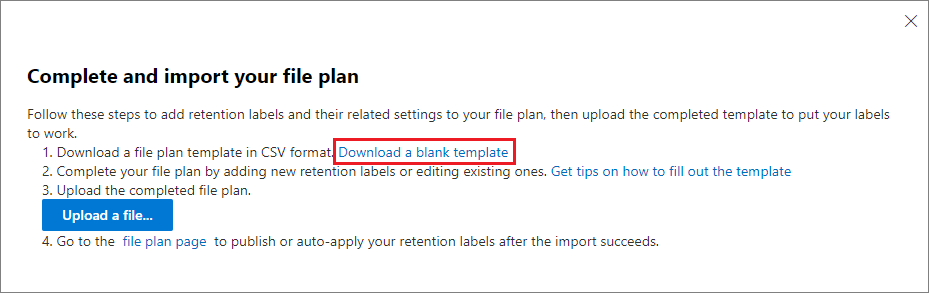 Complete and import your file plan
Follow these steps to add retention labels and their related settings to your file plan, then upload the completed template to put your labels
to work.
1. Download a file plan template in CSV format. Download a blank template
2. Complete your file plan by adding new retention labels or editing existing ones. Get tips on how to fill out the template
3. Upload the completed file plan.
Upload a file...
4. Go to the file plan page to publish or auto-apply your retention labels after the import succeeds.